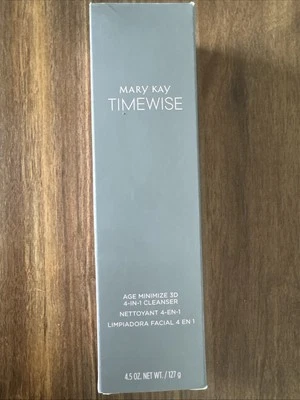 MARY KAY
TIMEWISE
AGE MINIMIZE 3D
4-IN-1 CLEANSER
NETTOYANT 4-EN-1
LIMPIADORA FACIAL 4 EN 1
4.5 OZ. NET WT. / 127 g